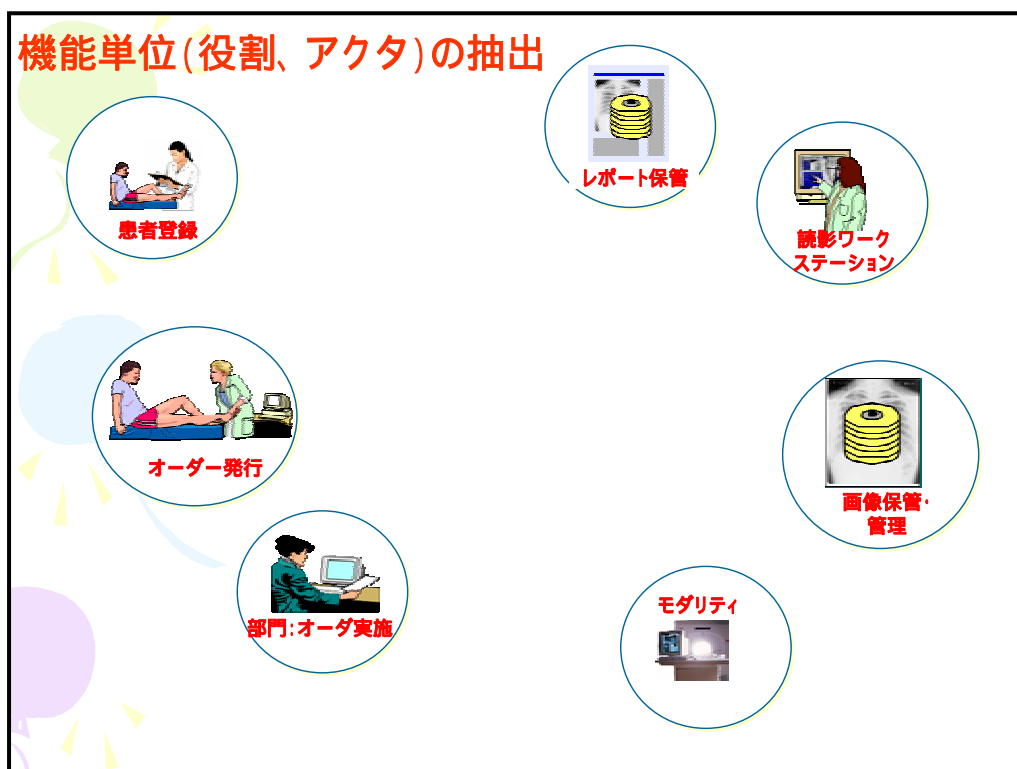 機能単位(役割、アクタ)の抽出
レポート保管
患者登録
読影ワーク
ステーション
オーダー発行
画像保管・
管理
部門:オーダ実施
モダリティ